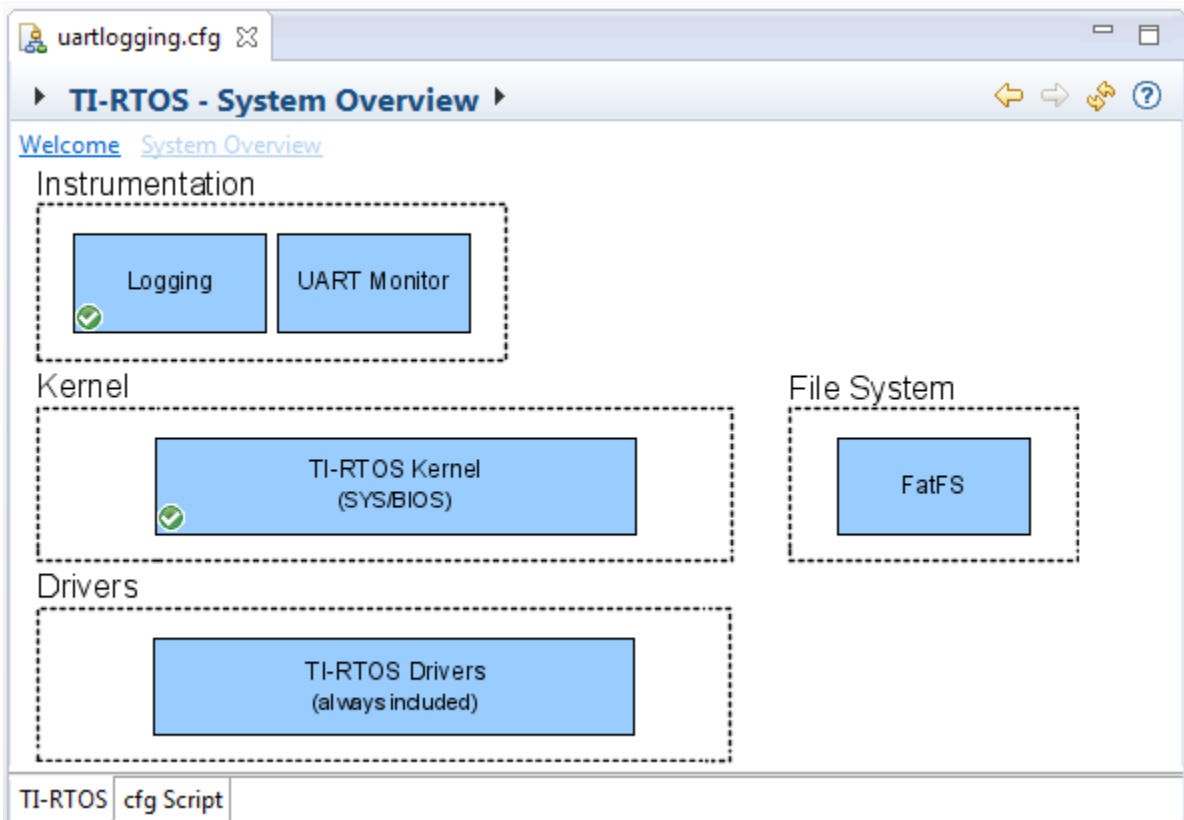 uartlogging.cfg
TI-RTOS - System Overview
Welcome System Overview
Instrumentation
Logging UART Monitor
Kernel
TI-RTOS Kernel
(SYS/BIOS)
File System
FatFS
Drivers
TI-RTOS Drivers
(always included)
TI-RTOS cfg Script